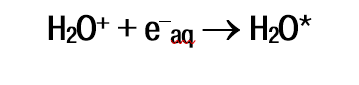 H₂O⁺ + e⁻aq → H₂O*